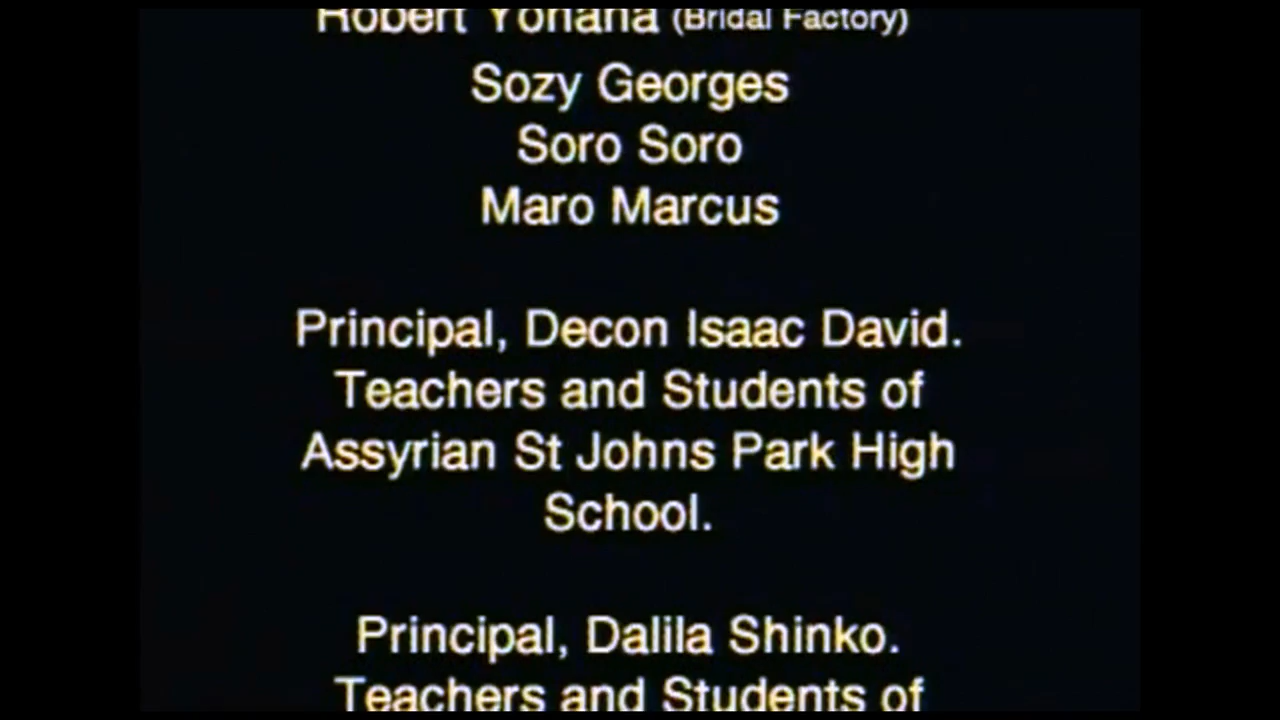 Robert Yohana (Bridal Factory)
Sozy Georges
Soro Soro
Maro Marcus
Principal, Decon Isaac David.
Teachers and Students of
Assyrian St Johns Park High
School.
Principal, Dalila Shinko.
Teachers and Students of